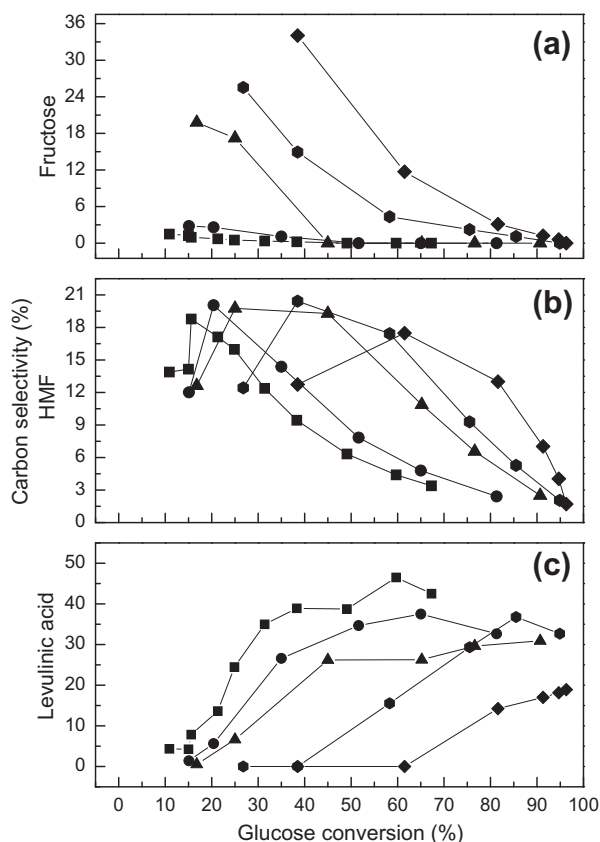 36
30
24
18
12
6
0
Fructose
(a)
21
18
15
12
9
6
3
0
Carbon selectivity (%)
HMF
(b)
50
40
30
20
10
0
Levulinic acid
(c)
0 10 20 30 40 50 60 70 80 90 100
Glucose conversion (%)